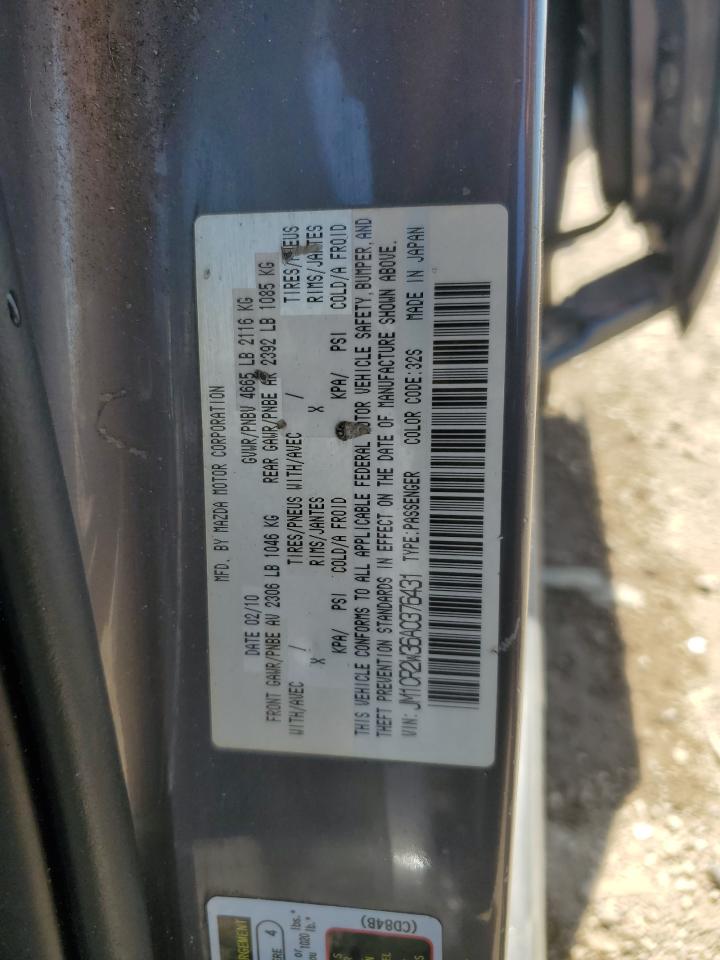 MFD. BY MAZDA MOTOR CORPORATION
DATE 02/10 GVWR/PNBV 4665 LB 2116 KG
FRONT GAWR/PNBE AV 2306 LB 1046 KG REAR GAWR/PNBE AR 2392 LB 1085 KG
WITH/AVEC / TIRES/PNEUS WITH/AVEC / TIRES/PNEUS
X RIMS/JANTES X RIMS/JANTES
KPA/ PSI COLD/A FROID KPA/ PSI COLD/A FROID
THIS VEHICLE CONFORMS TO ALL APPLICABLE FEDERAL MOTOR VEHICLE SAFETY, BUMPER, AND
THEFT PREVENTION STANDARDS IN EFFECT ON THE DATE OF MANUFACTURE SHOWN ABOVE.
VIN: JM1CR2W36A0376431 TYPE:PASSENGER COLOR CODE:32S MADE IN JAPAN
4
or lbs.*
1020 lb.*
(CD84B)